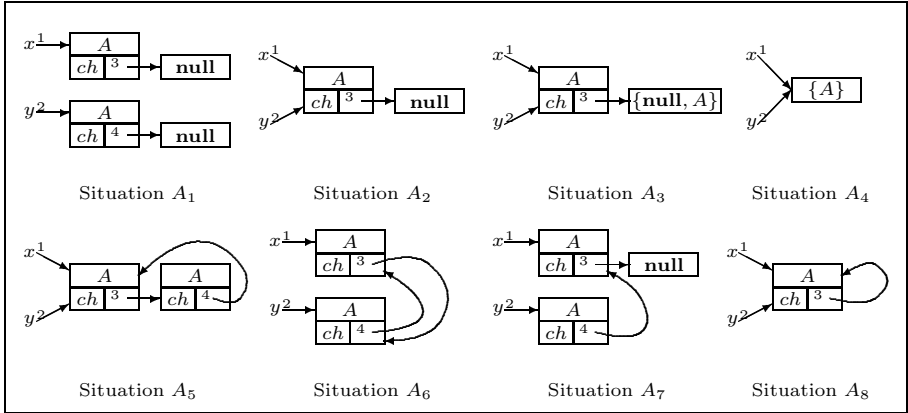 x¹ A
ch 3 null
y² A
ch 4 null
Situation A₁
x¹
A
ch 3 null
y²
Situation A₂
x¹
A
ch 3 {null, A}
y²
Situation A₃
x¹
{A}
y²
Situation A₄
x¹
A A
ch 3 ch 4
y²
Situation A₅
x¹ A
ch 3
y² A
ch 4
Situation A₆
x¹ A
ch 3 null
y² A
ch 4
Situation A₇
x¹
A
ch 3
y²
Situation A₈